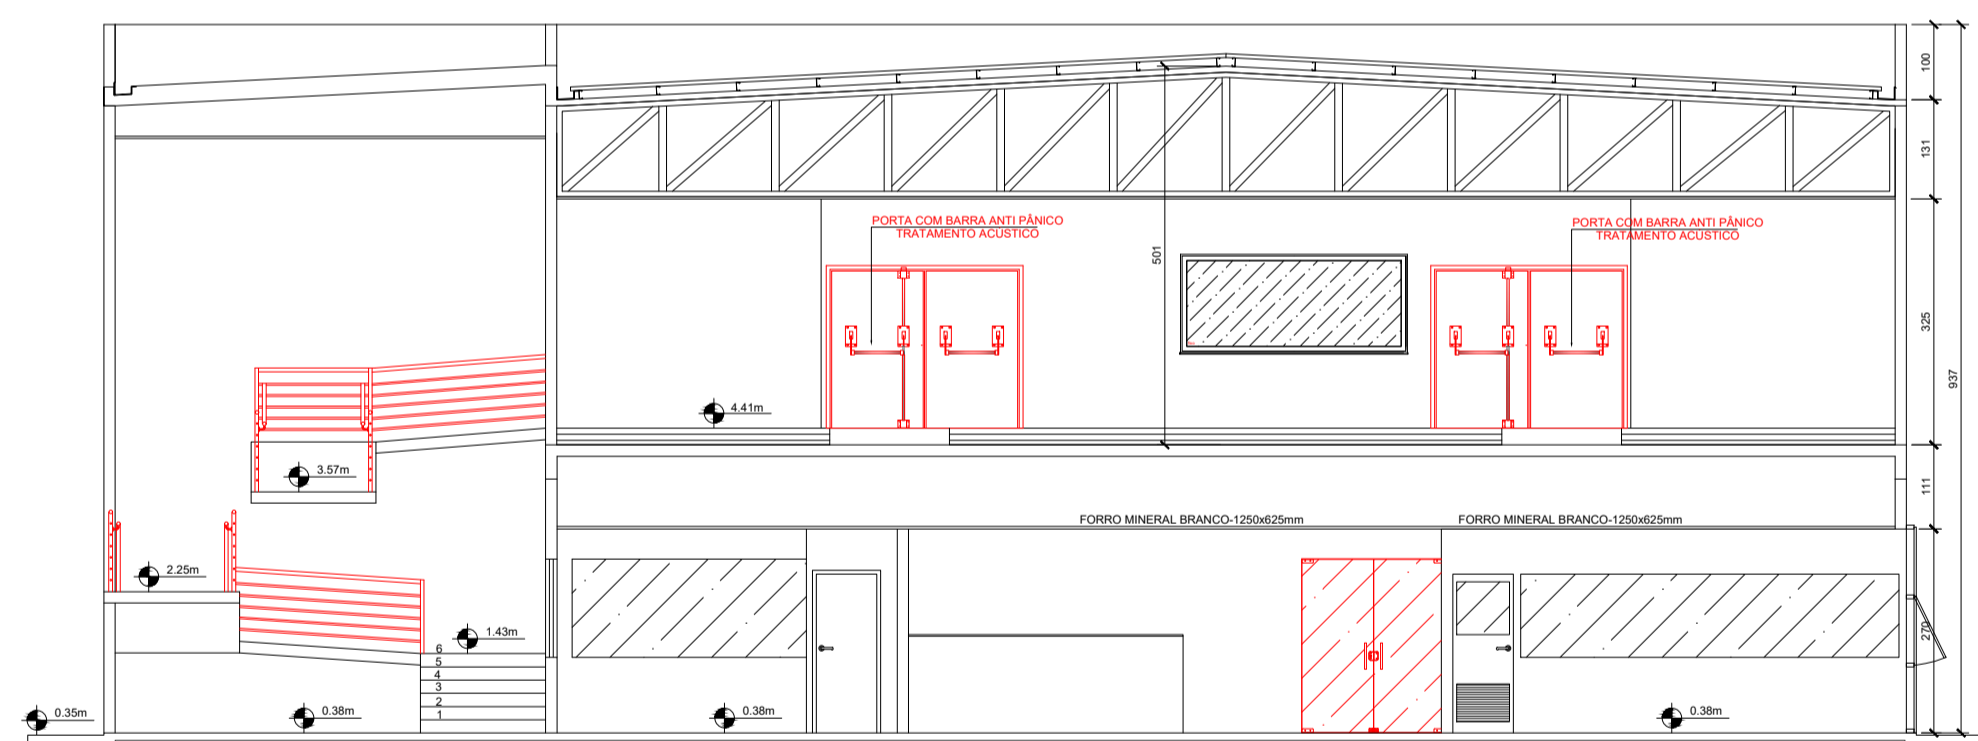 100
131
PORTA COM BARRA ANTI PÂNICO
TRATAMENTO ACÚSTICO
PORTA COM BARRA ANTI PÂNICO
TRATAMENTO ACÚSTICO
501
325
937
4.41m
3.57m
111
FORRO MINERAL BRANCO-1250x625mm
FORRO MINERAL BRANCO-1250x625mm
2.25m
1.43m
270
6
5
4
3
2
1
0.35m
0.38m
0.38m
0.38m